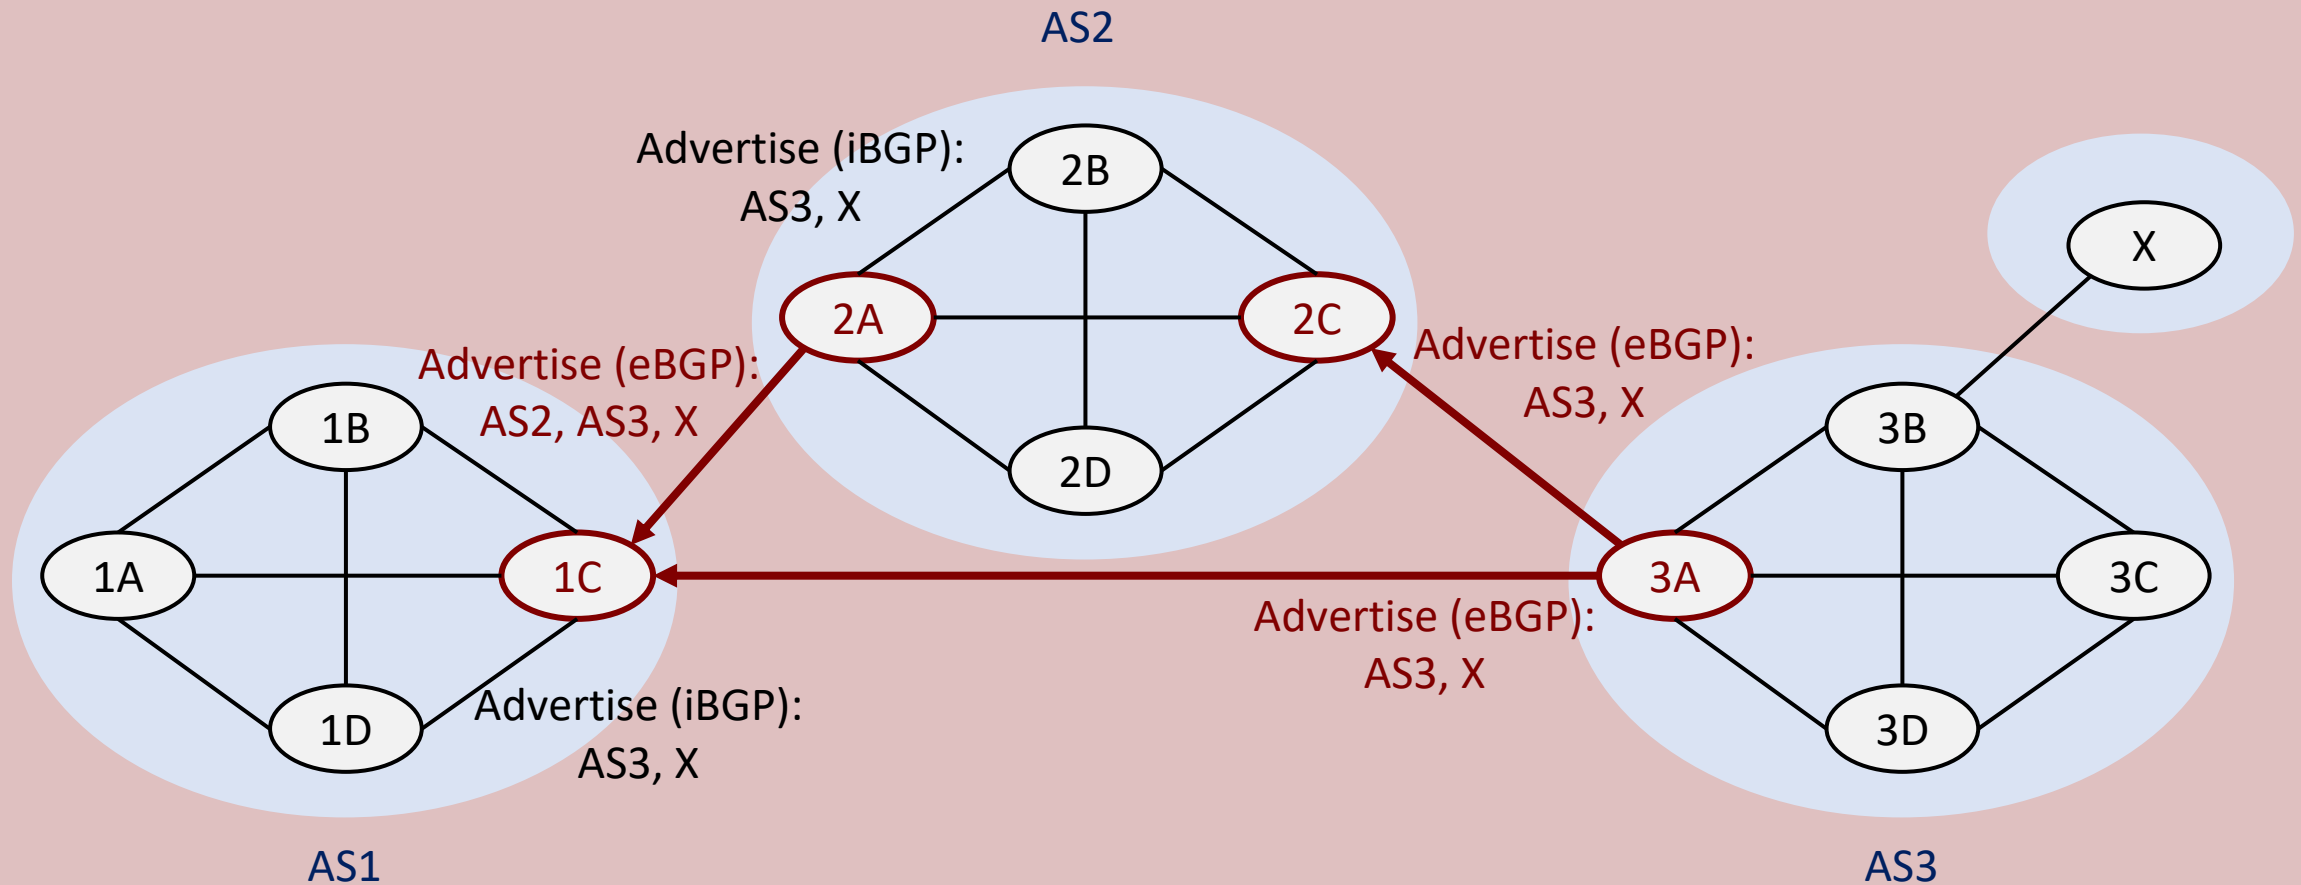 AS2
Advertise (iBGP):
AS3, X
2B
2A
2C
2D
X
Advertise (eBGP):
AS2, AS3, X
Advertise (eBGP):
AS3, X
1B
1A
1C
1D
Advertise (iBGP):
AS3, X
Advertise (eBGP):
AS3, X
3B
3A
3C
3D
AS1
AS3